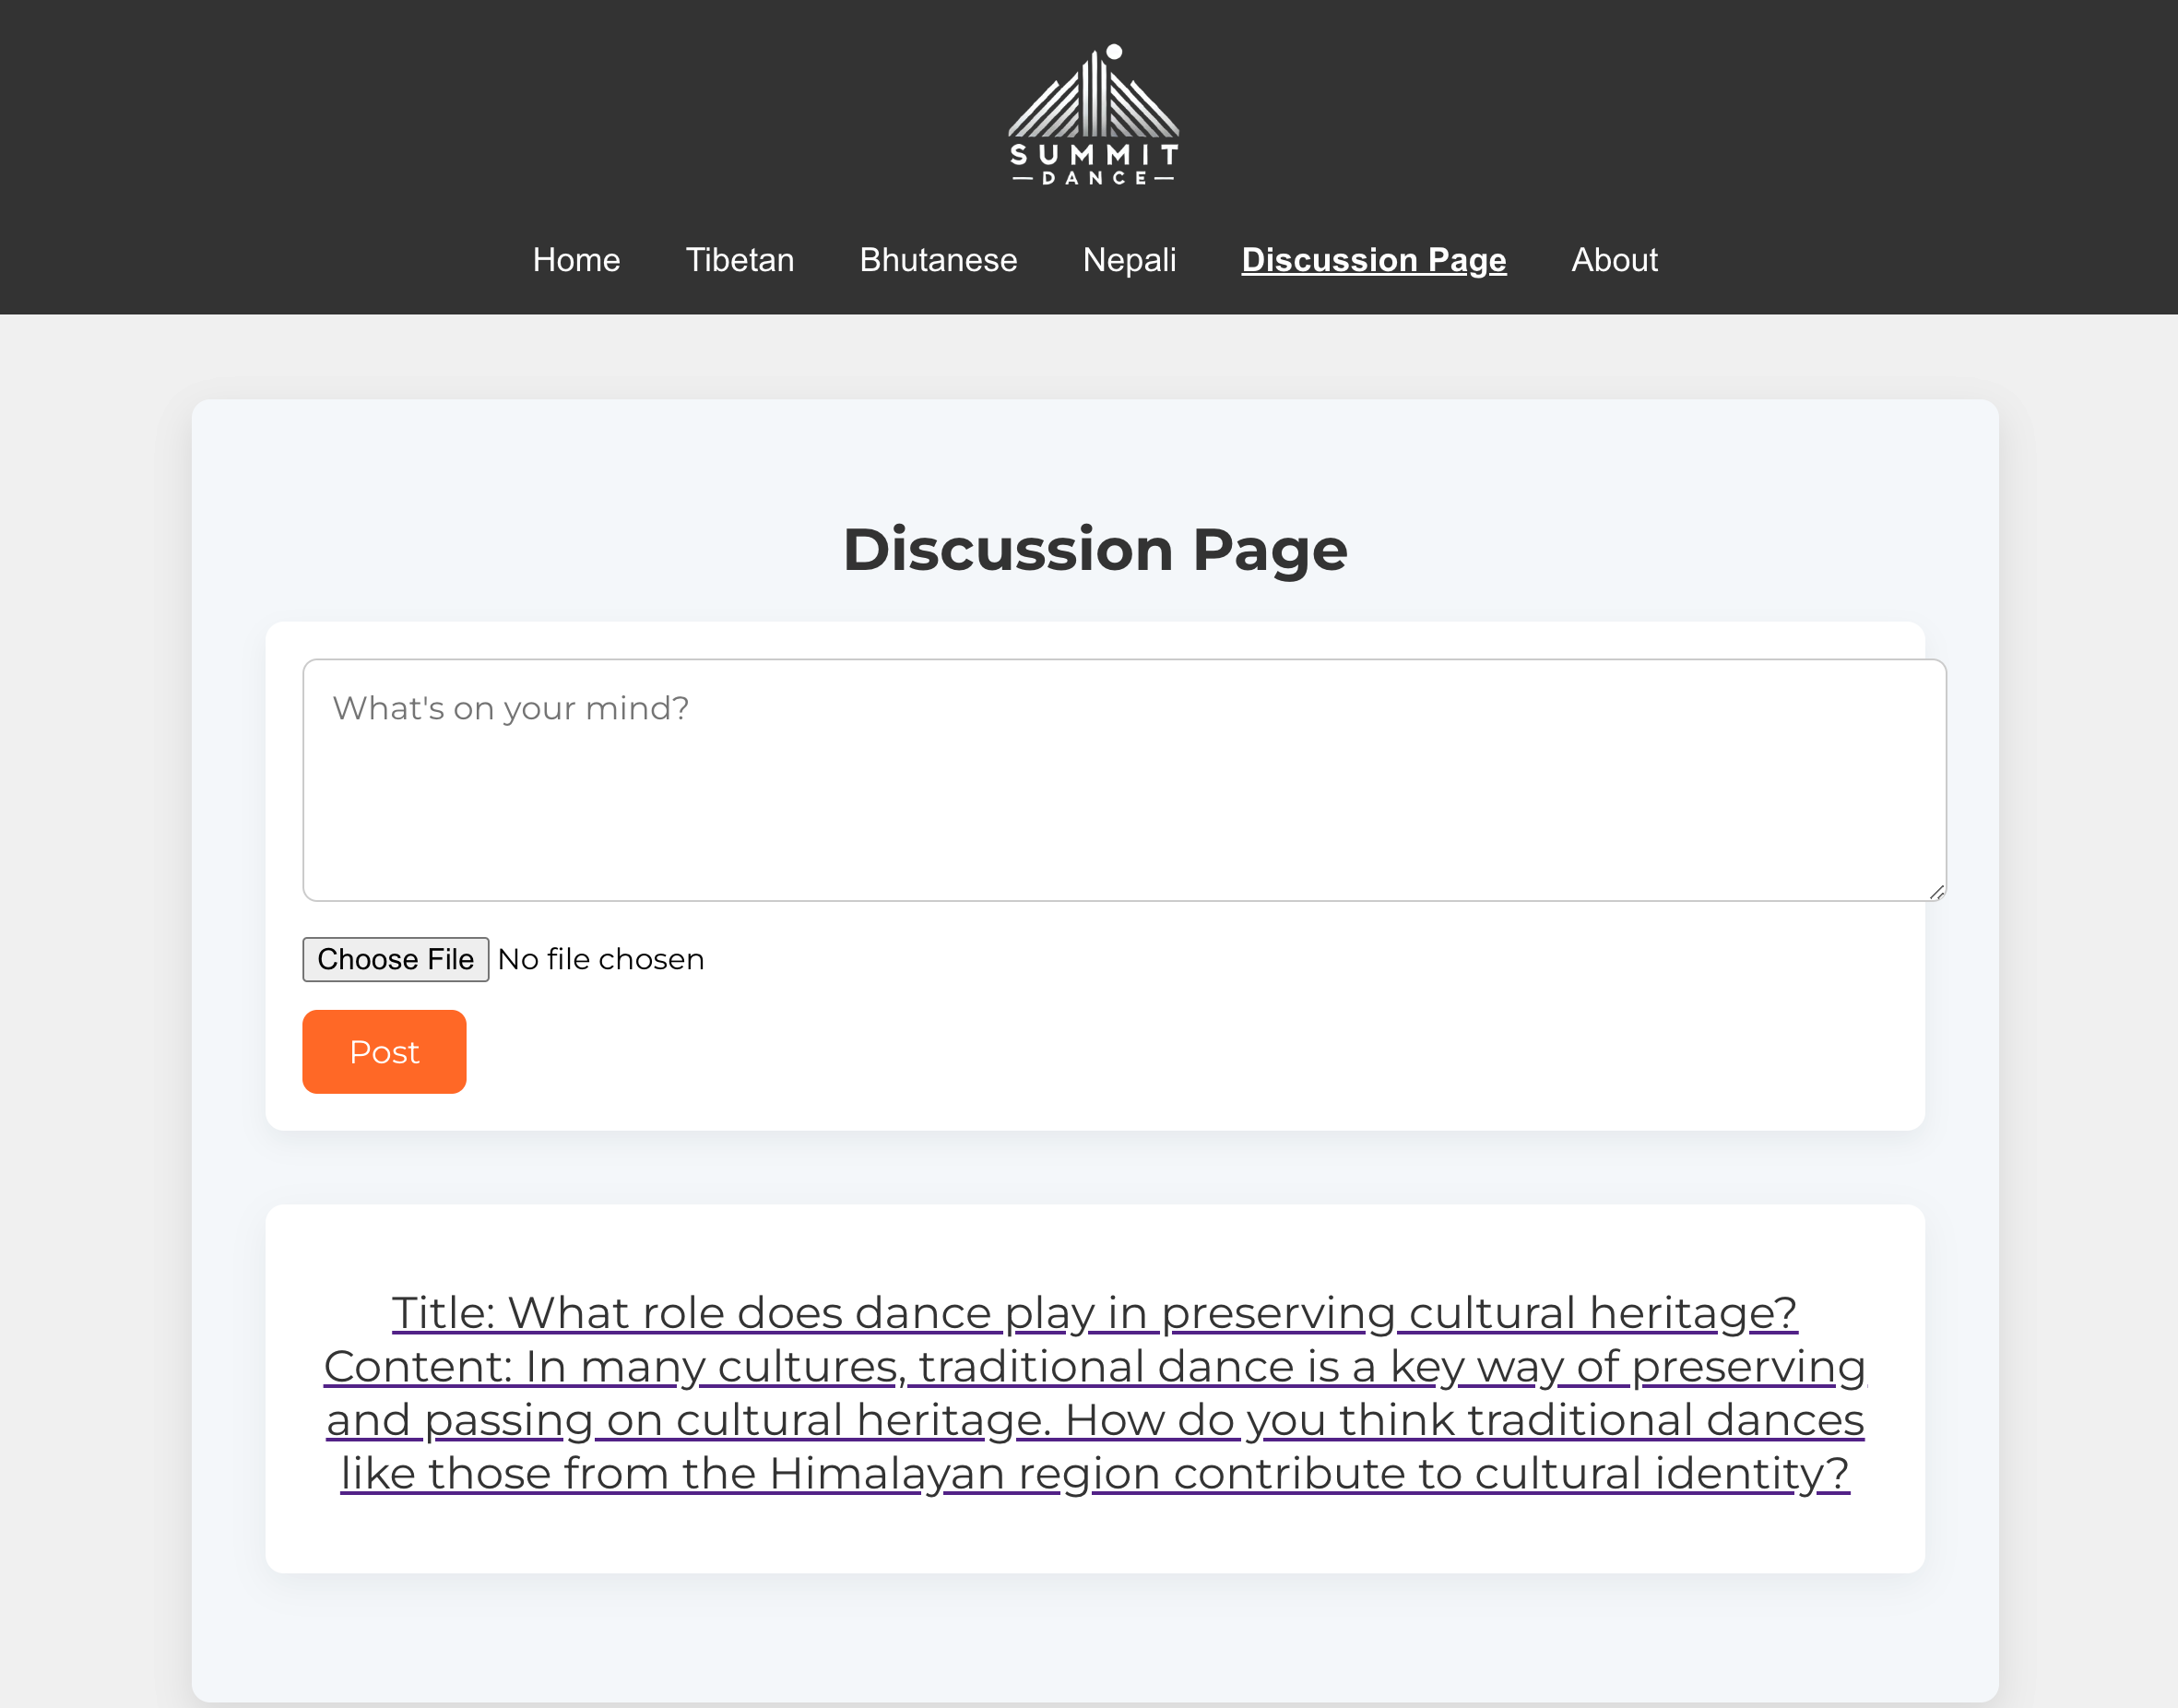 SUMMIT
DANCE
Home Tibetan Bhutanese Nepali Discussion Page About
Discussion Page
What's on your mind?
Choose File No file chosen
Post
Title: What role does dance play in preserving cultural heritage?
Content: In many cultures, traditional dance is a key way of preserving
and passing on cultural heritage. How do you think traditional dances
like those from the Himalayan region contribute to cultural identity?